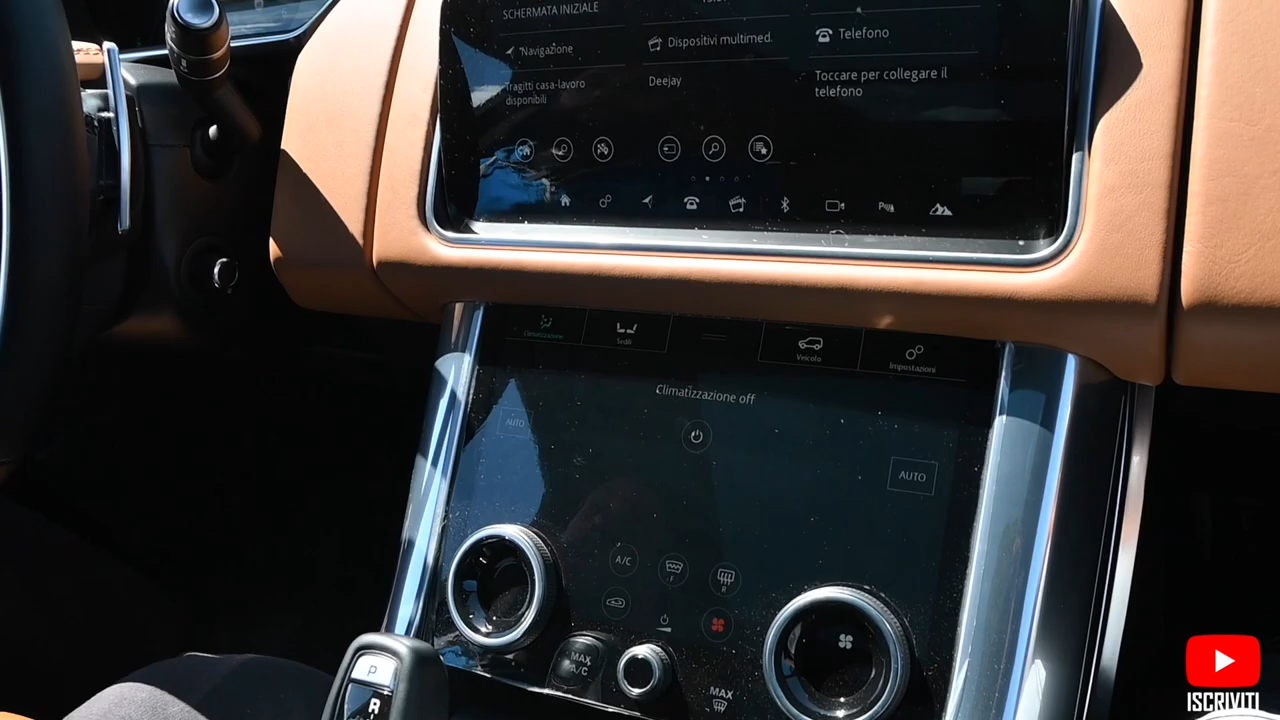 SCHERMATA INIZIALE
Navigazione
Dispositivi multimed.
Telefono
Tragitti casa-lavoro
disponibili
Deejay
Toccare per collegare il
telefono
Climatizzazione
Sedili
Veicolo
Impostazioni
Climatizzazione off
AUTO
AUTO
A/C
F
R
MAX
A/C
MAX
P
R
ISCRIVITI